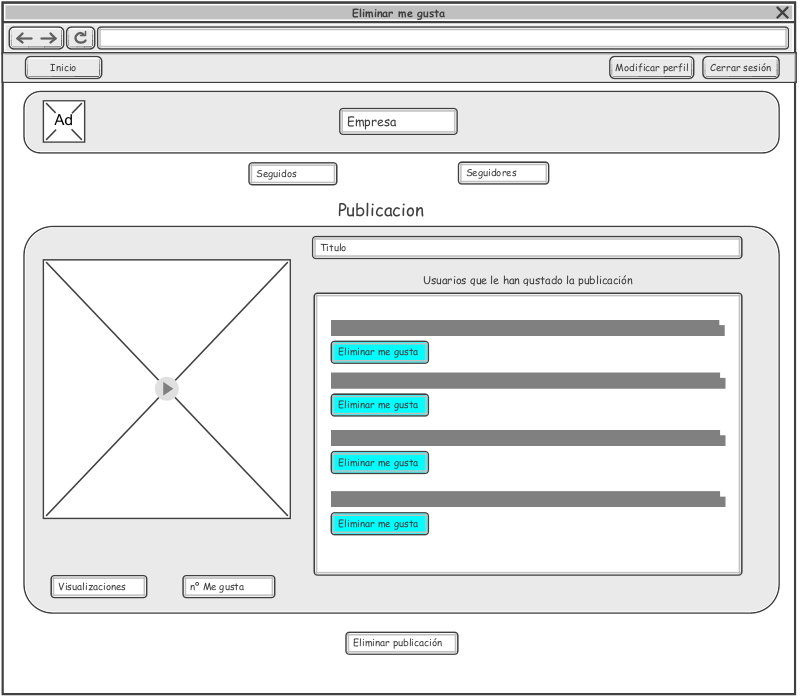 Eliminar me gusta
Inicio
Modificar perfil
Cerrar sesión
Ad
Empresa
Seguidos
Seguidores
Publicacion
Titulo
Usuarios que le han gustado la publicación
Eliminar me gusta
Eliminar me gusta
Eliminar me gusta
Eliminar me gusta
Visualizaciones
nº Me gusta
Eliminar publicación